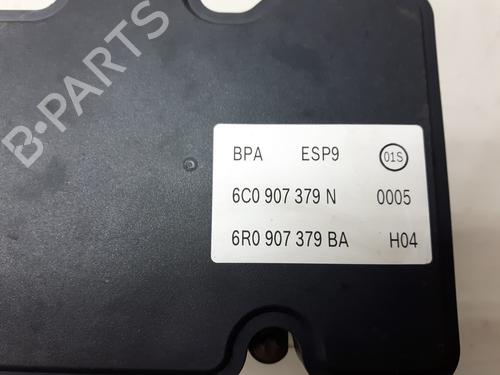 B-PARTS
BPA ESP9 01S
6C0 907 379 N 0005
6R0 907 379 BA H04